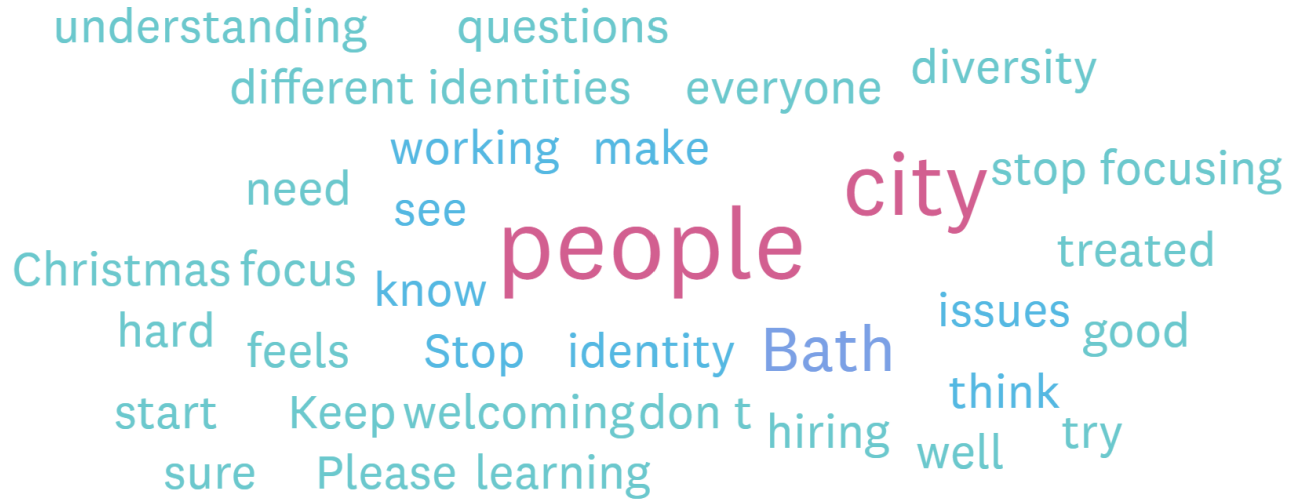 understanding questions
different identities everyone diversity
working make
city stop focusing
need see
people treated
Christmas focus know
issues good
hard feels Stop identity Bath
think
start Keep welcoming don t hiring try
well
sure Please learning